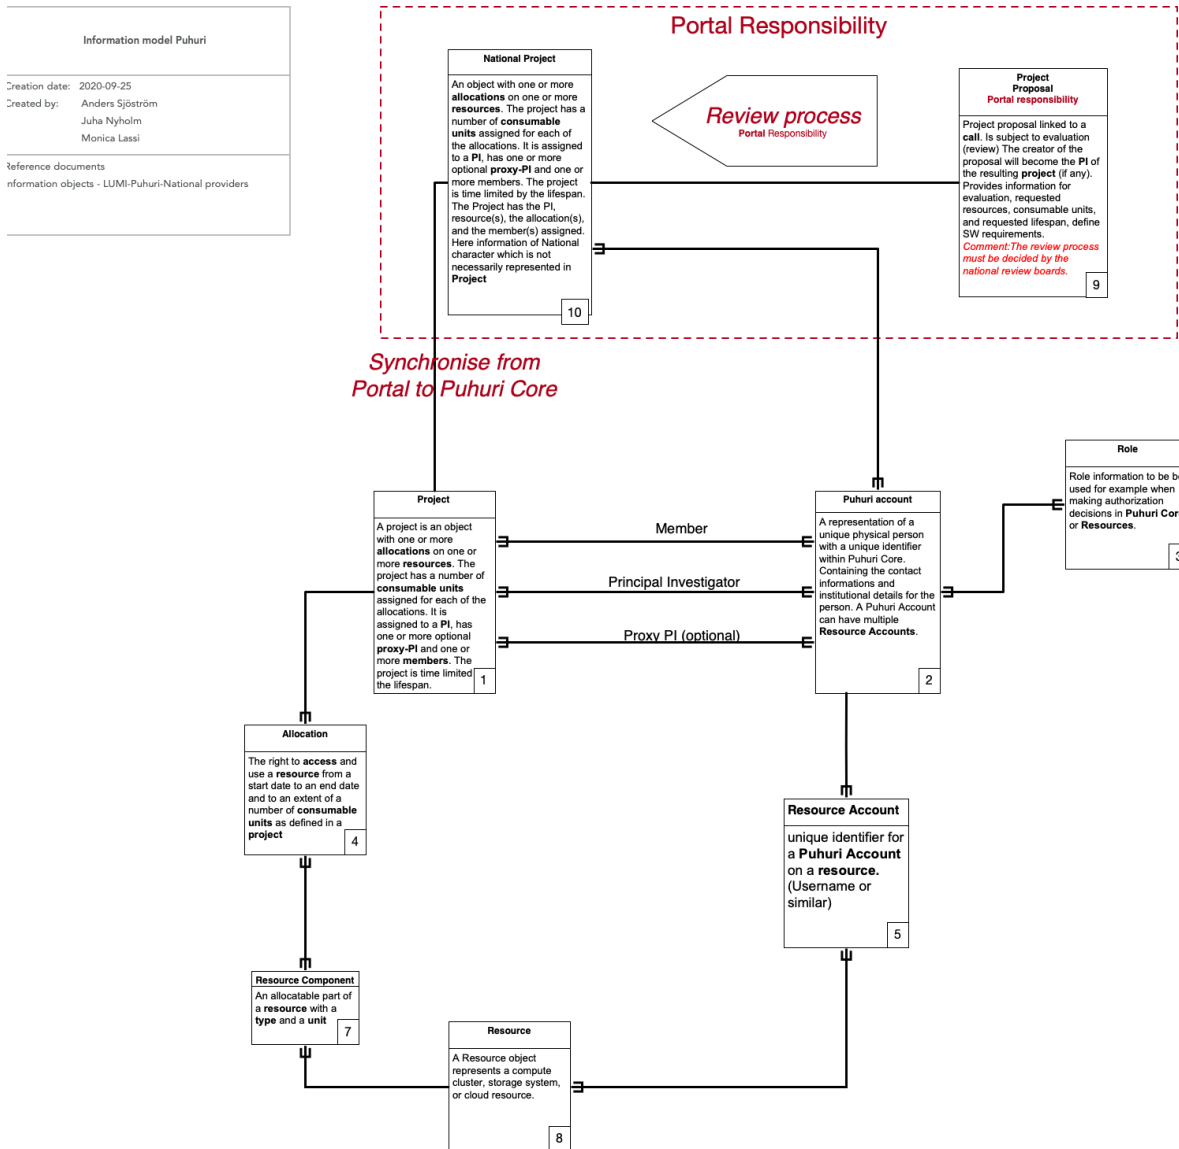 Information model Puhuri
Creation date: 2020-09-25
Created by: Anders Sjöström
Juha Nyholm
Monica Lassi
Reference documents
Information objects - LUMI-Puhuri-National providers
Portal Responsibility
National Project
An object with one or more
allocations on one or more
resources. The project has a
number of consumable
units assigned for each of
the allocations. It is assigned
to a PI, has one or more
optional proxy-PI and one or
more members. The project
is time limited by the lifespan.
The Project has the PI,
resource(s), the allocation(s),
and the member(s) assigned.
Here information of National
character which is not
necessarily represented in
Project
10
Review process
Portal Responsibility
Project
Proposal
Portal responsibility
Project proposal linked to a
call. Is subject to evaluation
(review) The creator of the
proposal will become the PI of
the resulting project (if any).
Provides information for
evaluation, requested
resources, consumable units,
and requested lifespan, define
SW requirements.
Comment:The review process
must be decided by the
national review boards.
9
Synchronise from
Portal to Puhuri Core
Project
A project is an object
with one or more
allocations on one or
more resources. The
project has a number of
consumable units
assigned for each of the
allocations. It is
assigned to a PI, has
one or more optional
proxy-PI and one or
more members. The
project is time limited
the lifespan.
1
Member
Principal Investigator
Proxy PI (optional)
Puhuri account
A representation of a
unique physical person
with a unique identifier
within Puhuri Core.
Containing the contact
informations and
institutional details for the
person. A Puhuri Account
can have multiple
Resource Accounts.
2
Role
Role information to be be
used for example when
making authorization
decisions in Puhuri Cor
or Resources.
3
Allocation
The right to access and
use a resource from a
start date to an end date
and to an extent of a
number of consumable
units as defined in a
project
4
Resource Account
unique identifier for
a Puhuri Account
on a resource.
(Username or
similar)
5
Resource Component
An allocatable part of
a resource with a
type and a unit
7
Resource
A Resource object
represents a compute
cluster, storage system,
or cloud resource.
8